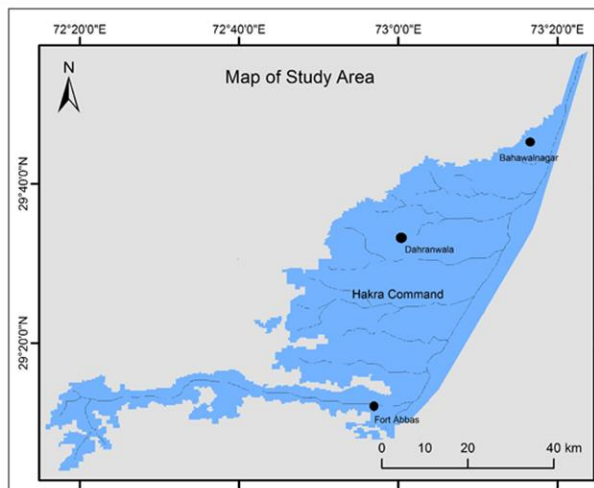 72°20'0"E 72°40'0"E 73°0'0"E 73°20'0"E
N
Map of Study Area
Bahawalnagar
29°40'0"N
Dahranwala
Hakra Command
29°20'0"N
Fort Abbas
0 10 20 40 km